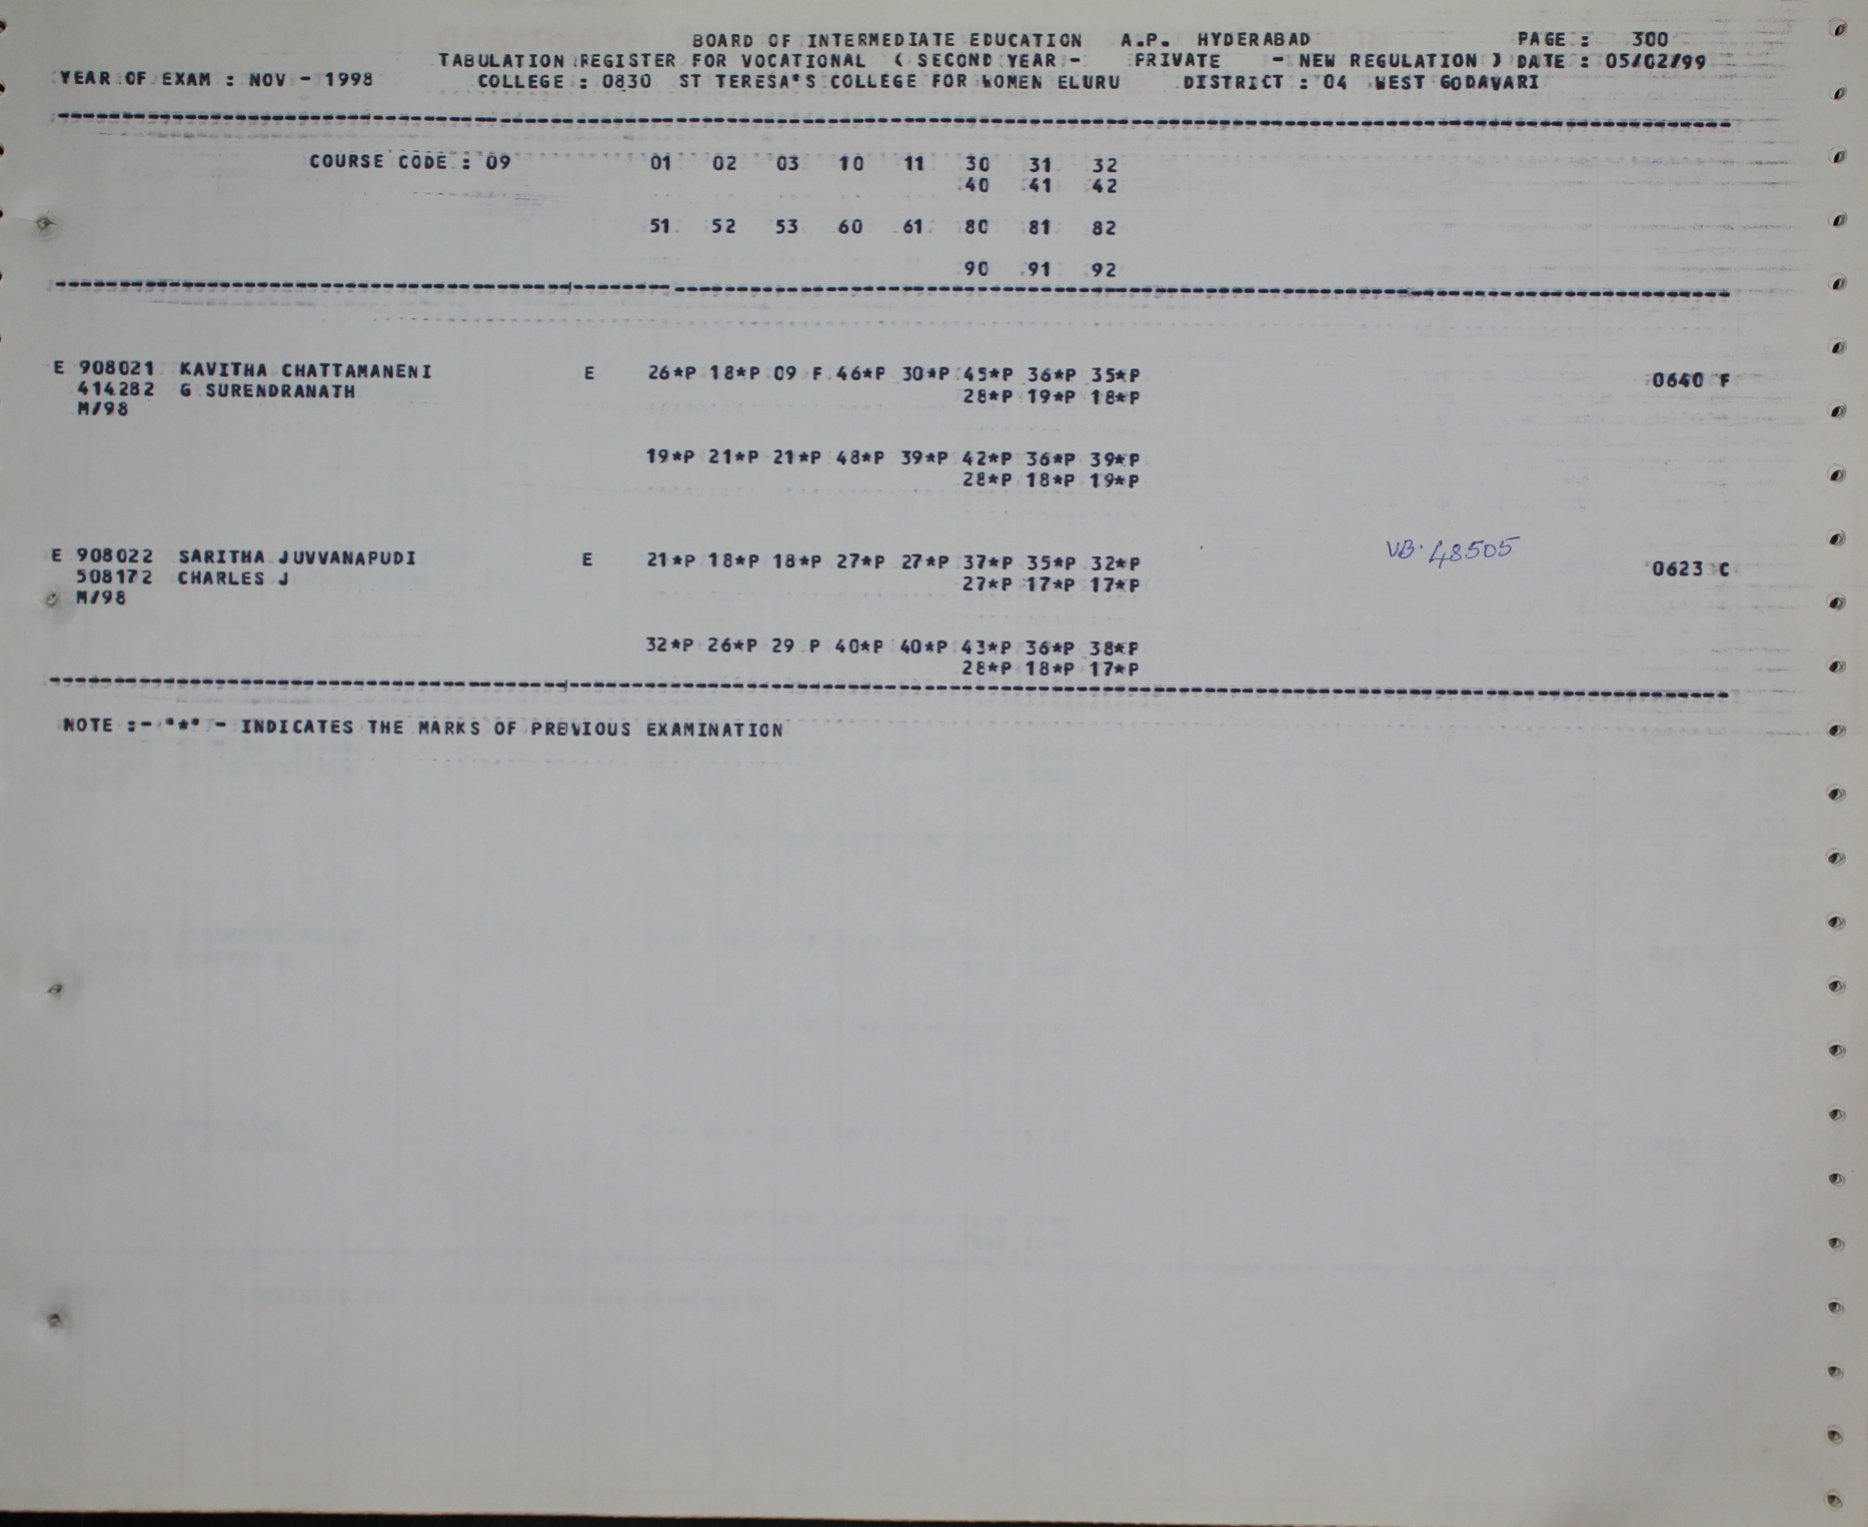 BOARD OF INTERMEDIATE EDUCATION A.P. HYDERABAD PAGE : 300
TABULATION REGISTER FOR VOCATIONAL ( SECOND YEAR - PRIVATE - NEW REGULATION ) DATE : 05/02/99
YEAR OF EXAM : NOV - 1998 COLLEGE : 0830 ST TERESA'S COLLEGE FOR WOMEN ELURU DISTRICT : 04 WEST GODAVARI
COURSE CODE : 09 01 02 03 10 11 30 31 32
40 41 42
51 52 53 60 61 80 81 82
90 91 92
E 908021 KAVITHA CHATTAMANENI E 26*P 18*P 09 F 46*P 30*P 45*P 36*P 35*P 0640 F
414282 G SURENDRANATH 28*P 19*P 18*P
M/98
19*P 21*P 21*P 48*P 39*P 42*P 36*P 39*P
28*P 18*P 19*P
E 908022 SARITHA JUVVANAPUDI E 21*P 18*P 18*P 27*P 27*P 37*P 35*P 32*P VB.48505 0623 C
508172 CHARLES J 27*P 17*P 17*P
M/98
32*P 26*P 29 P 40*P 40*P 43*P 36*P 38*P
28*P 18*P 17*P
NOTE :- "*" - INDICATES THE MARKS OF PREVIOUS EXAMINATION